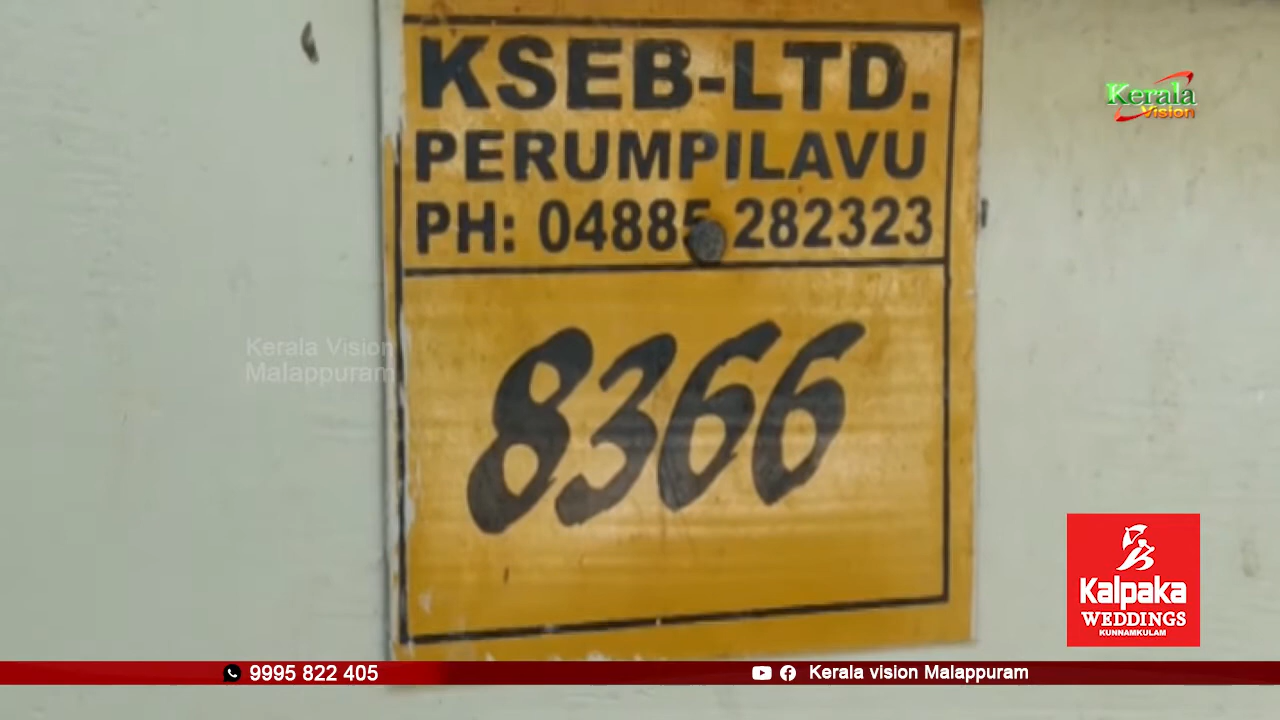 KSEB-LTD.
PERUMPILAVU
PH: 04885 282323
8366
Kerala
Vision
Kerala Vision
Malappuram
Kalpaka
WEDDINGS
KUNNAMKULAM
9995 822 405
Kerala vision Malappuram